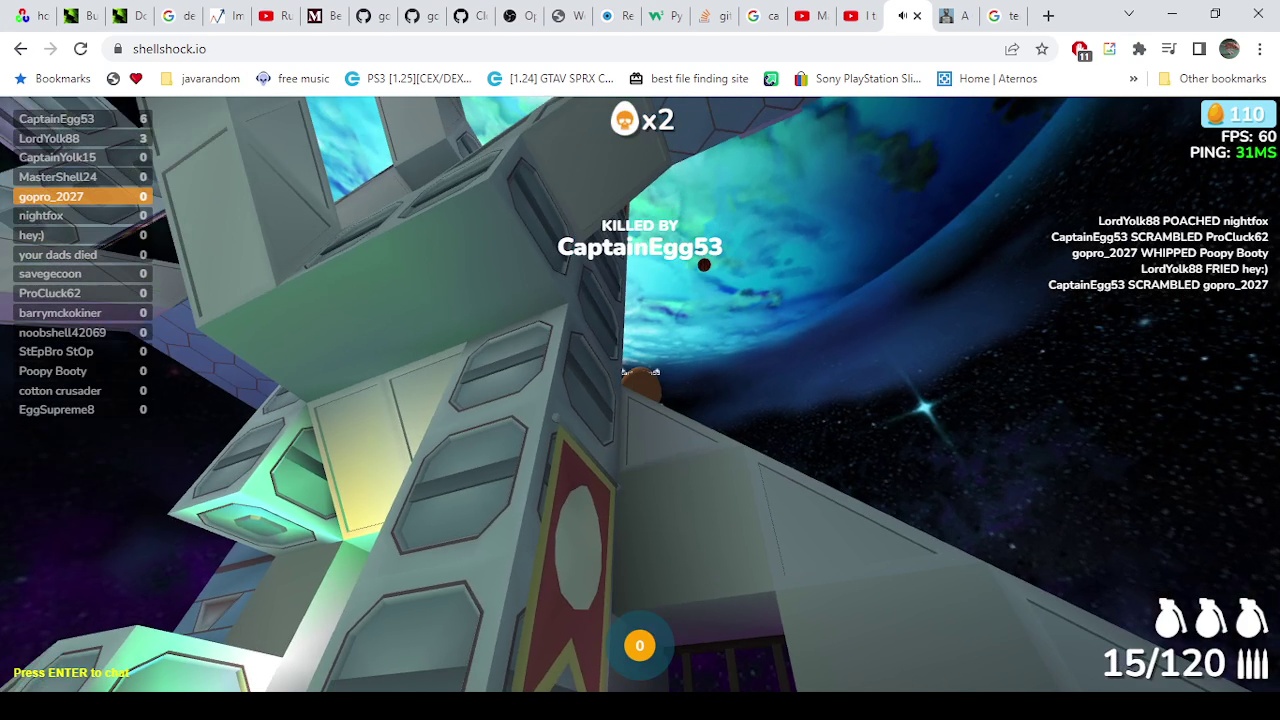 hc
Bu
Do
de
Im
Ru
Be
gc
gc
Cli
Op
W
Re
Py
git
ca
M
I t
A
te
shellshock.io
11
Bookmarks
javarandom
free music
PS3 [1.25](CEX/DEX...
[1.24] GTAV SPRX C...
best file finding site
Sony PlayStation Sli...
Home | Aternos
»
Other bookmarks
CaptainEgg53 6
LordYolk88 3
CaptainYolk15 0
MasterShell24 0
gopro_2027 0
nightfox 0
hey:) 0
your dads died 0
savegecoon 0
ProCluck62 0
barrymckokiner 0
noobshell42069 0
StEpBro StOp 0
Poopy Booty 0
cotton crusader 0
EggSupreme8 0
x2
KILLED BY
CaptainEgg53
110
FPS: 60
PING: 31MS
LordYolk88 POACHED nightfox
CaptainEgg53 SCRAMBLED ProCluck62
gopro_2027 WHIPPED Poopy Booty
LordYolk88 FRIED hey:)
CaptainEgg53 SCRAMBLED gopro_2027
0
15/120
Press ENTER to chat